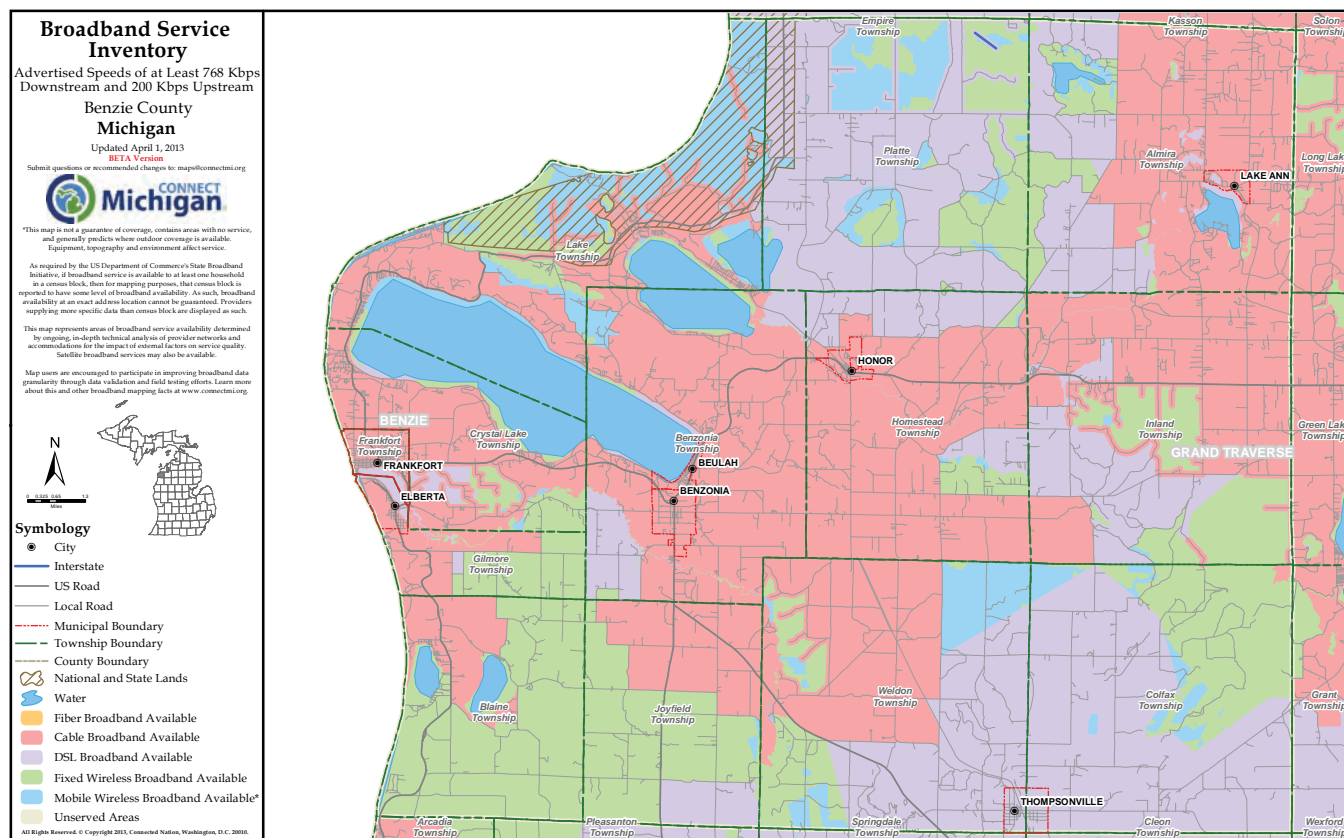 Broadband Service
Inventory
Advertised Speeds of at Least 768 Kbps
Downstream and 200 Kbps Upstream
Benzie County
Michigan
Updated April 1, 2013
BETA Version
Submit questions or recommended changes to: maps@connectmi.org
CONNECT
Michigan
*This map is not a guarantee of coverage, contains areas with no service,
and generally predicts where outdoor coverage is available.
Equipment, topography and environment affect service.
As required by the US Department of Commerce's State Broadband
Initiative, if broadband service is available to at least one household
in a census block, then for mapping purposes, that census block is
reported to have some level of broadband availability. As such, broadband
availability at an exact address location cannot be guaranteed. Providers
supplying more specific data than census block are displayed as such.
This map represents areas of broadband service availability determined
by ongoing, in-depth technical analysis of provider networks and
accommodations for the impact of external factors on service quality.
Satellite broadband services may also be available.
Map users are encouraged to participate in improving broadband data
granularity through data validation and field testing efforts. Learn more
about this and other broadband mapping facts at www.connectmi.org.
N
0 0.325 0.65 1.3
Miles
Symbology
City
Interstate
US Road
Local Road
Municipal Boundary
Township Boundary
County Boundary
National and State Lands
Water
Fiber Broadband Available
Cable Broadband Available
DSL Broadband Available
Fixed Wireless Broadband Available
Mobile Wireless Broadband Available*
Unserved Areas
All Rights Reserved. © Copyright 2013, Connected Nation, Washington, D.C. 20010.
Empire
Township
Kasson
Township
Solon
Township
Platte
Township
Almira
Township
Long Lake
Township
LAKE ANN
Lake
Township
HONOR
BENZIE
Frankfort
Township
Crystal Lake
Township
Benzonia
Township
Homestead
Township
Inland
Township
Green Lake
Township
GRAND TRAVERSE
FRANKFORT
BEULAH
ELBERTA
BENZONIA
Gilmore
Township
Blaine
Township
Joyfield
Township
Weldon
Township
Colfax
Township
Grant
Township
THOMPSONVILLE
Arcadia
Township
Pleasanton
Township
Springdale
Township
Cleon
Township
Wexford
Township